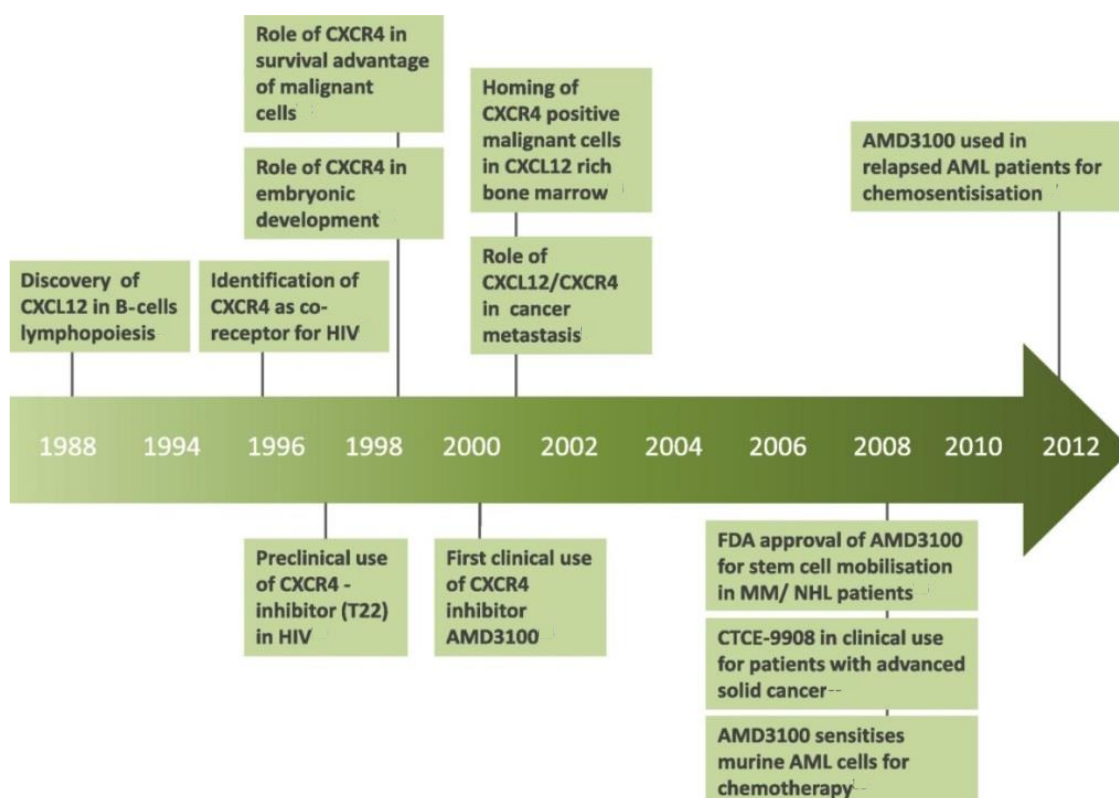 Role of CXCR4 in
survival advantage
of malignant
cells
Role of CXCR4 in
embryonic
development
Homing of
CXCR4 positive
malignant cells
in CXCL12 rich
bone marrow
Role of
CXCL12/CXCR4
in cancer
metastasis
AMD3100 used in
relapsed AML patients for
chemosentisisation
Discovery of
CXCL12 in B-cells
lymphopoiesis
Identification of
CXCR4 as co-
receptor for HIV
1988 1994 1996 1998 2000 2002 2004 2006 2008 2010 2012
Preclinical use
of CXCR4 -
inhibitor (T22)
in HIV
First clinical use
of CXCR4
inhibitor
AMD3100
FDA approval of AMD3100
for stem cell mobilisation
in MM/ NHL patients
CTCE-9908 in clinical use
for patients with advanced
solid cancer--
AMD3100 sensitises
murine AML cells for
chemotherapy--